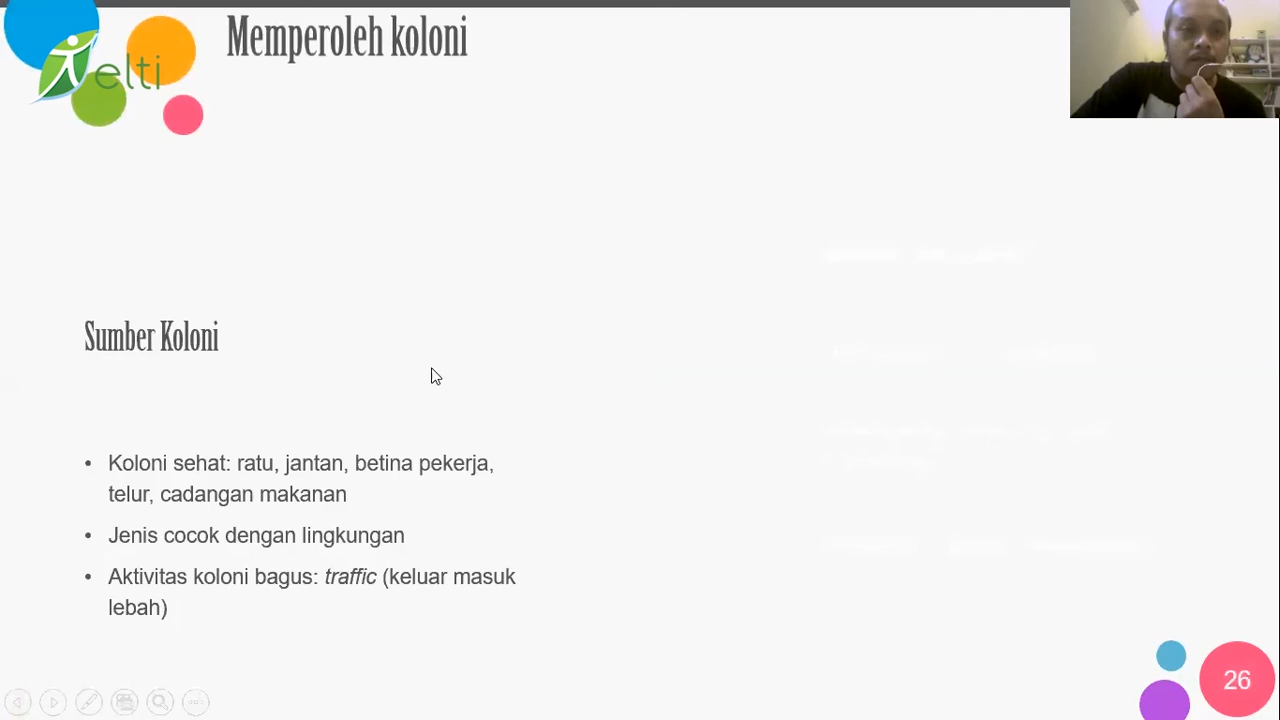 Memperoleh koloni
elti
Sumber Koloni
• Koloni sehat: ratu, jantan, betina pekerja,
telur, cadangan makanan
• Jenis cocok dengan lingkungan
• Aktivitas koloni bagus: traffic (keluar masuk
lebah)
26